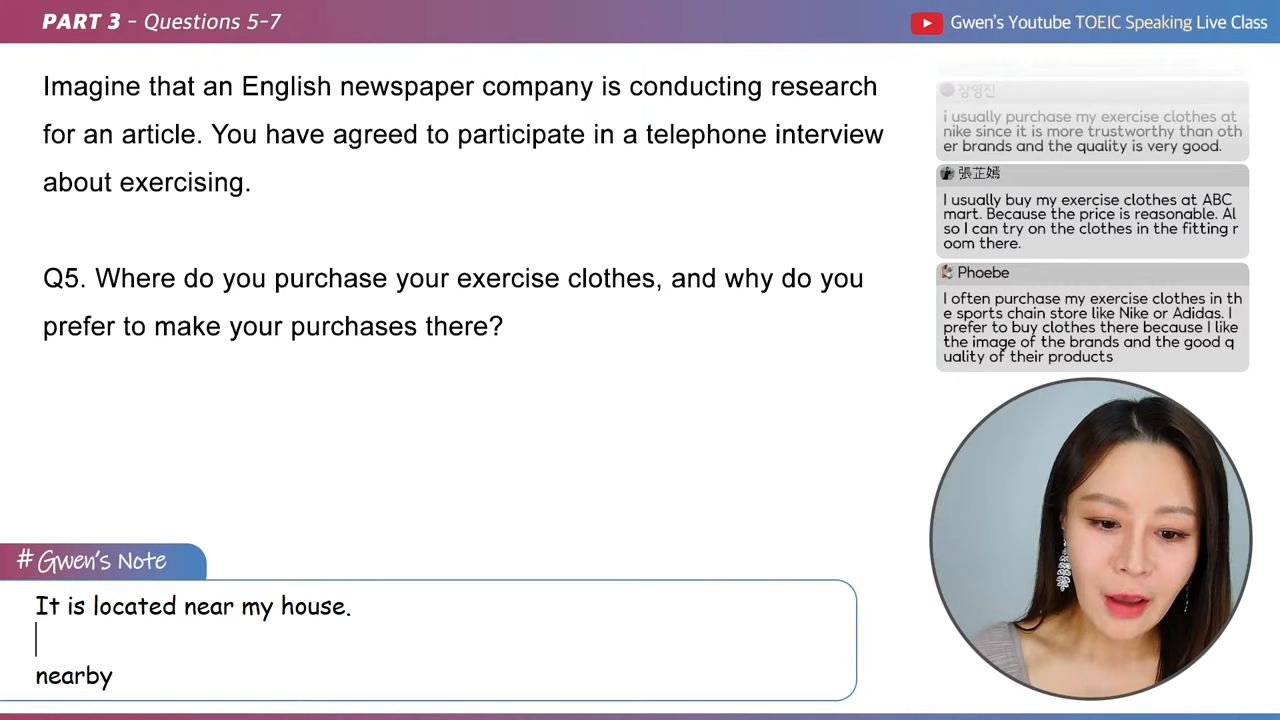 PART 3 - Questions 5-7
Gwen's Youtube TOEIC Speaking Live Class
Imagine that an English newspaper company is conducting research
for an article. You have agreed to participate in a telephone interview
about exercising.
Q5. Where do you purchase your exercise clothes, and why do you
prefer to make your purchases there?
장영진
i usually purchase my exercise clothes at
nike since it is more trustworthy than oth
er brands and the quality is very good.
張芷嫣
I usually buy my exercise clothes at ABC
mart. Because the price is reasonable. Al
so I can try on the clothes in the fitting r
oom there.
Phoebe
I often purchase my exercise clothes in th
e sports chain store like Nike or Adidas. I
prefer to buy clothes there because I like
the image of the brands and the good q
uality of their products
# Gwen's Note
It is located near my house.
nearby